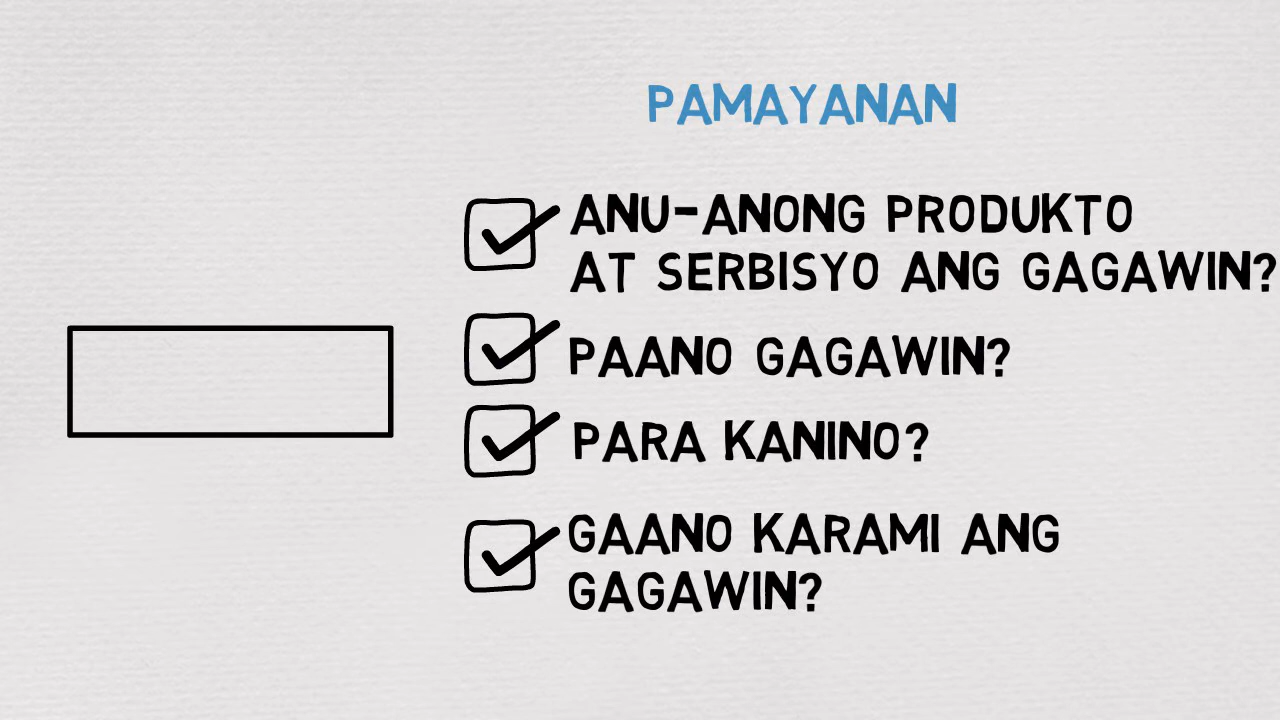 PAMAYANAN
ANU-ANONG PRODUKTO
AT SERBISYO ANG GAGAWIN?
PAANO GAGAWIN?
PARA KANINO?
GAANO KARAMI ANG
GAGAWIN?